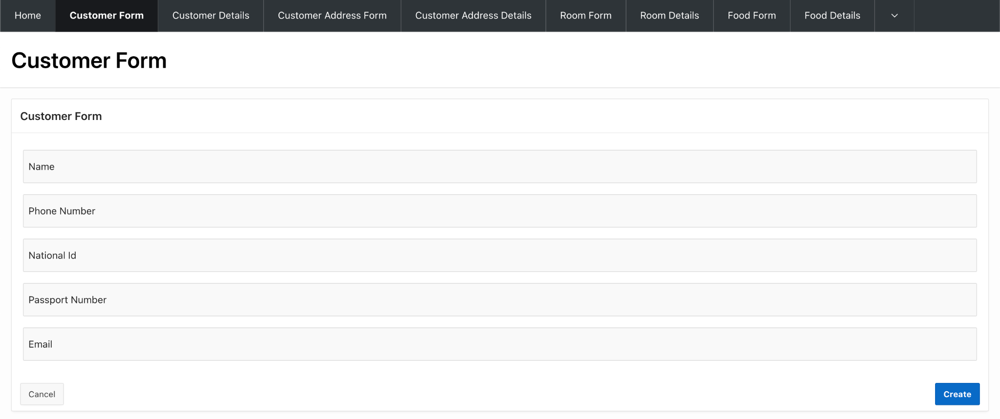 Home Customer Form Customer Details Customer Address Form Customer Address Details Room Form Room Details Food Form Food Details
Customer Form
Customer Form
Name
Phone Number
National Id
Passport Number
Email
Cancel Create